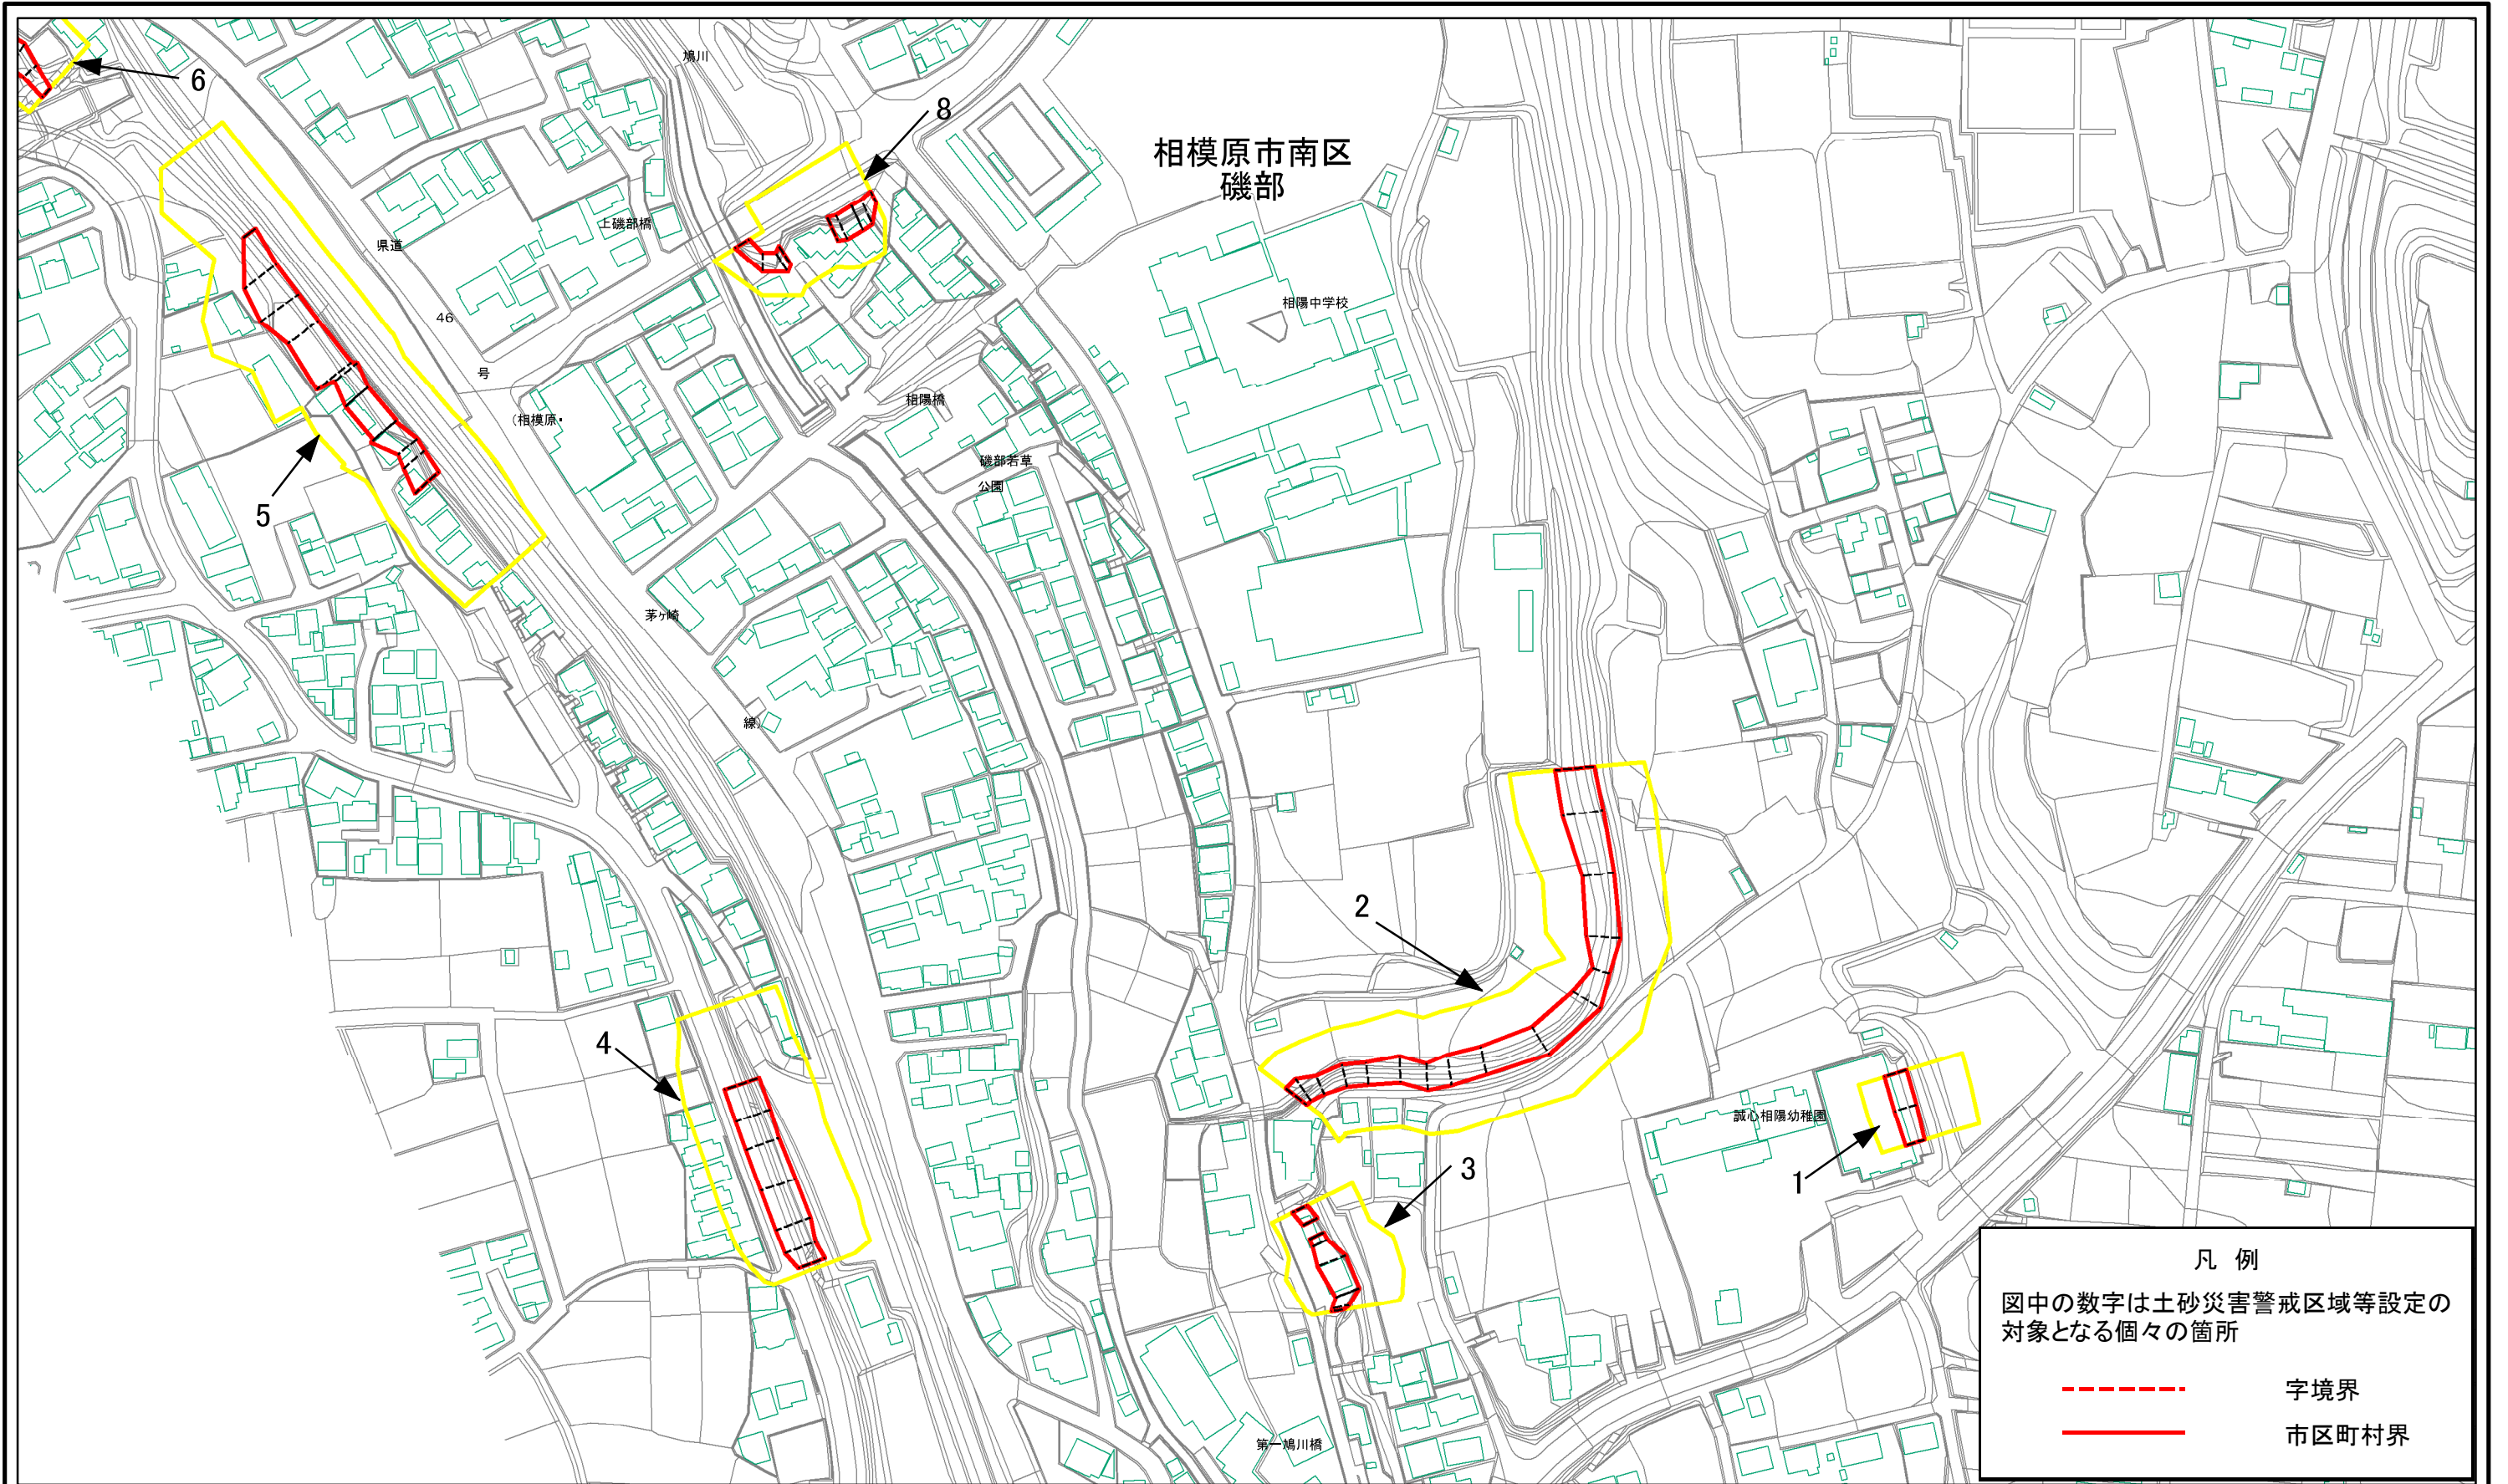 鳩川
6
8
相模原市南区
磯部
上磯部橋
県道
相陽中学校
46
号
相陽橋
（相模原・
磯部若草
公園
5
茅ヶ崎
線）
2
4
誠心相陽幼稚園
3
1
第一鳩川橋
凡 例
図中の数字は土砂災害警戒区域等設定の
対象となる個々の箇所
字境界
市区町村界